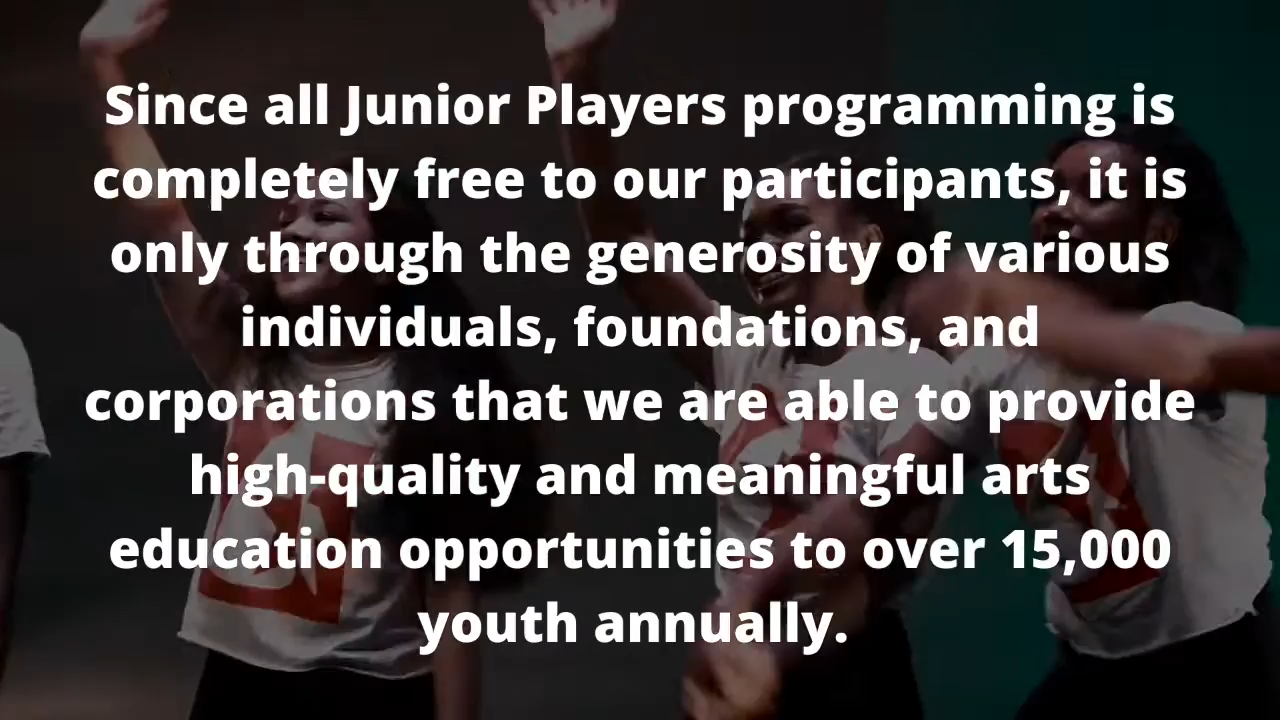 Since all Junior Players programming is
completely free to our participants, it is
only through the generosity of various
individuals, foundations, and
corporations that we are able to provide
high-quality and meaningful arts
education opportunities to over 15,000
youth annually.